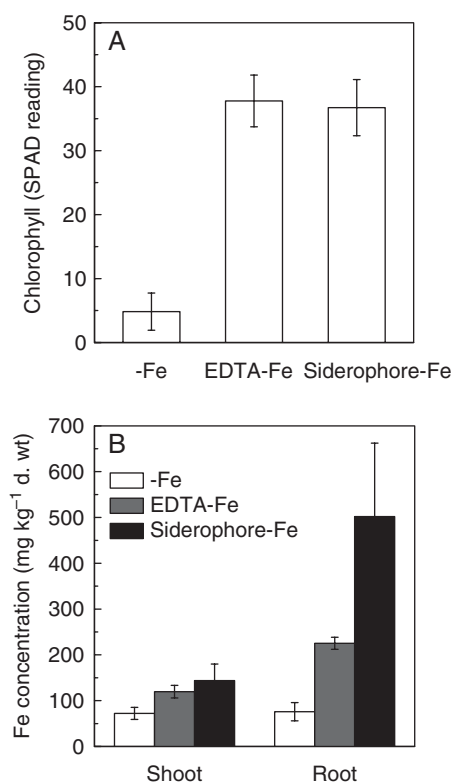 A
Chlorophyll (SPAD reading)
50
40
30
20
10
0
-Fe EDTA-Fe Siderophore-Fe
B
Fe concentration (mg kg⁻¹ d. wt)
700
600
500
400
300
200
100
0
-Fe
EDTA-Fe
Siderophore-Fe
Shoot Root